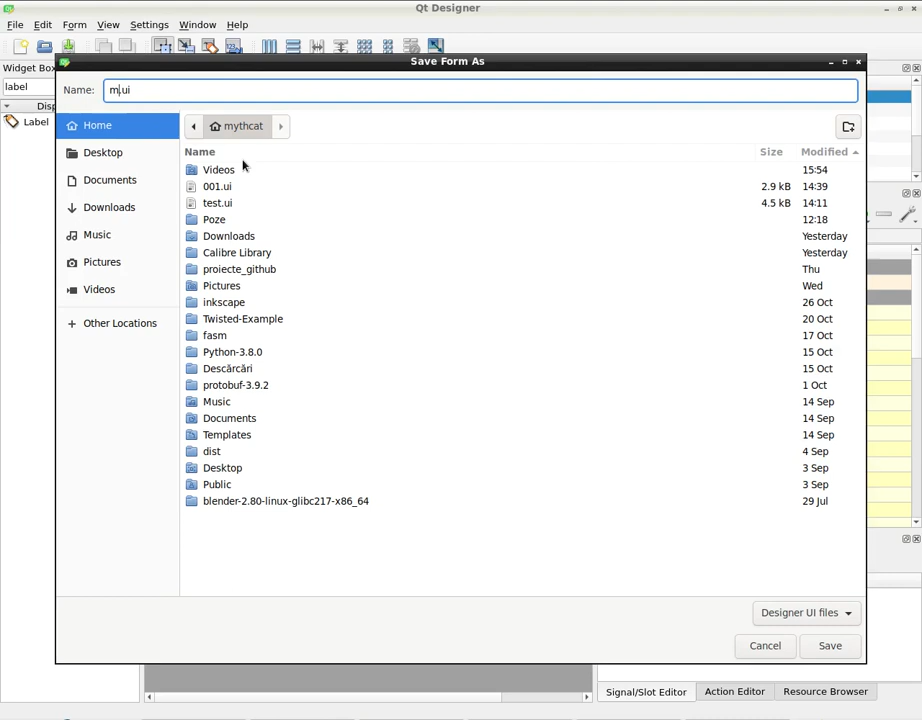 Qt Designer
File Edit Form View Settings Window Help
Widget Box
label
Disp
Label
Save Form As
Name: m.ui
Home
Desktop
Documents
Downloads
Music
Pictures
Videos
Other Locations
mythcat
Name Size Modified
Videos 15:54
001.ui 2.9 kB 14:39
test.ui 4.5 kB 14:11
Poze 12:18
Downloads Yesterday
Calibre Library Yesterday
proiecte_github Thu
Pictures Wed
inkscape 26 Oct
Twisted-Example 20 Oct
fasm 17 Oct
Python-3.8.0 15 Oct
Descărcări 15 Oct
protobuf-3.9.2 1 Oct
Music 14 Sep
Documents 14 Sep
Templates 14 Sep
dist 4 Sep
Desktop 3 Sep
Public 3 Sep
blender-2.80-linux-glibc217-x86_64 29 Jul
Designer UI files
Cancel Save
Signal/Slot Editor Action Editor Resource Browser